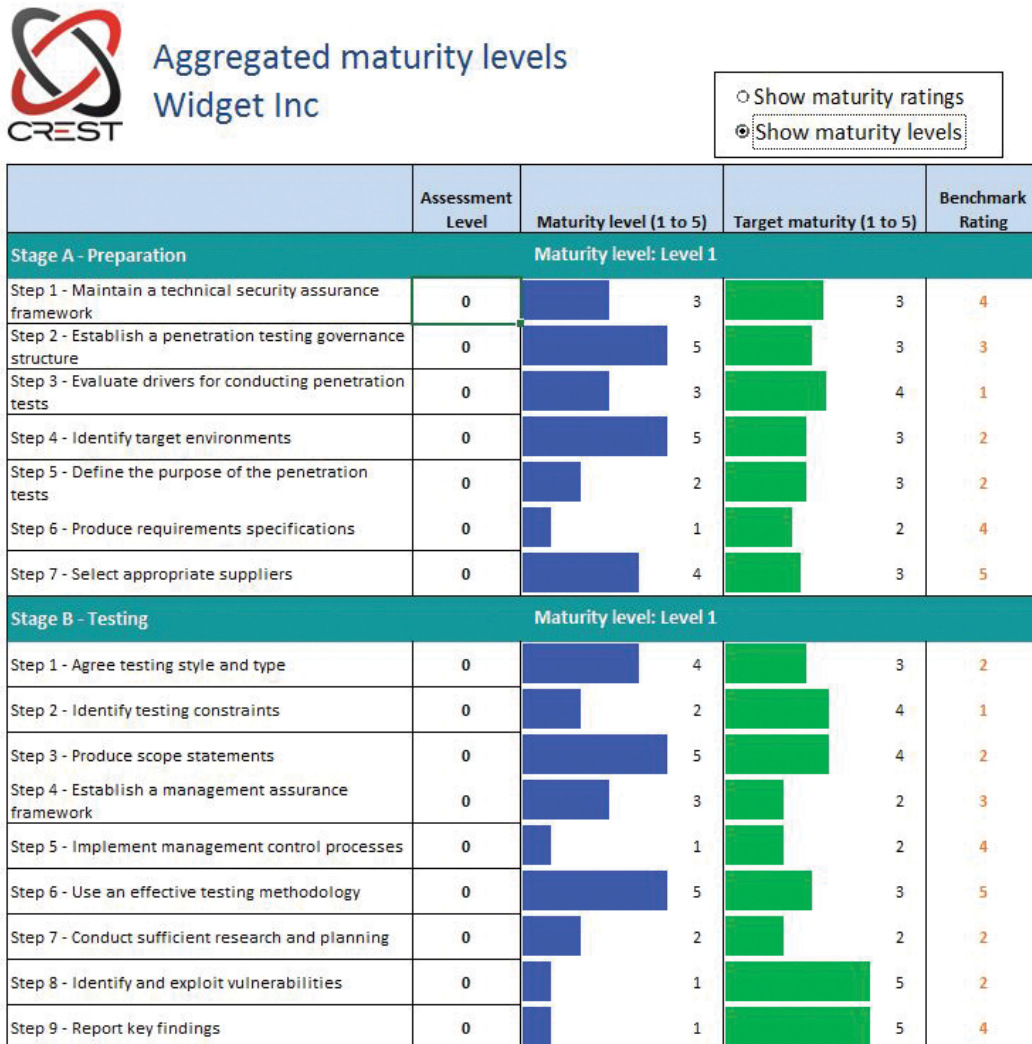 CREST
Aggregated maturity levels
Widget Inc
Show maturity ratings
Show maturity levels
Assessment
Level
Maturity level (1 to 5)
Target maturity (1 to 5)
Benchmark
Rating
Stage A - Preparation Maturity level: Level 1
Step 1 - Maintain a technical security assurance
framework
0 3 3 4
Step 2 - Establish a penetration testing governance
structure
0 5 3 3
Step 3 - Evaluate drivers for conducting penetration
tests
0 3 4 1
Step 4 - Identify target environments 0 5 3 2
Step 5 - Define the purpose of the penetration
tests
0 2 3 2
Step 6 - Produce requirements specifications 0 1 2 4
Step 7 - Select appropriate suppliers 0 4 3 5
Stage B - Testing Maturity level: Level 1
Step 1 - Agree testing style and type 0 4 3 2
Step 2 - Identify testing constraints 0 2 4 1
Step 3 - Produce scope statements 0 5 4 2
Step 4 - Establish a management assurance
framework
0 3 2 3
Step 5 - Implement management control processes 0 1 2 4
Step 6 - Use an effective testing methodology 0 5 3 5
Step 7 - Conduct sufficient research and planning 0 2 2 2
Step 8 - Identify and exploit vulnerabilities 0 1 5 2
Step 9 - Report key findings 0 1 5 4